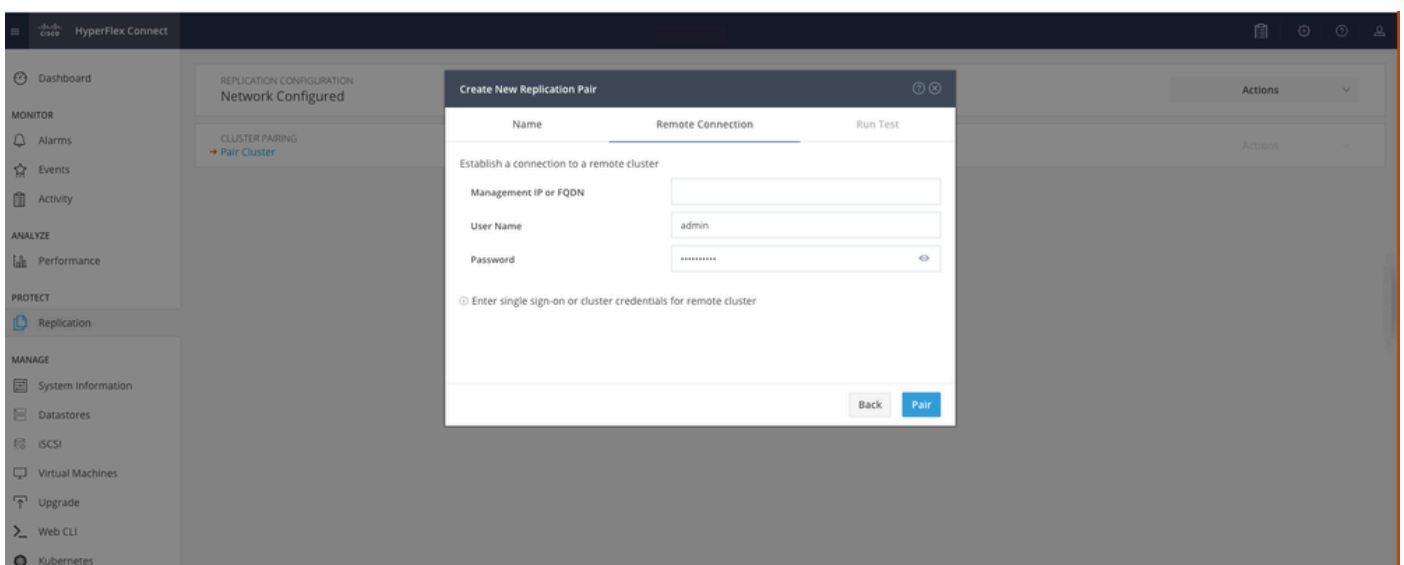 CISCO HyperFlex Connect
Dashboard
MONITOR
Alarms
Events
Activity
ANALYZE
Performance
PROTECT
Replication
MANAGE
System Information
Datastores
iSCSI
Virtual Machines
Upgrade
Web CLI
Kubernetes
REPLICATION CONFIGURATION
Network Configured
Actions
CLUSTER PAIRING
Pair Cluster
Actions
Create New Replication Pair
Name Remote Connection Run Test
Establish a connection to a remote cluster
Management IP or FQDN
User Name admin
Password ••••••••••
Enter single sign-on or cluster credentials for remote cluster
Back Pair